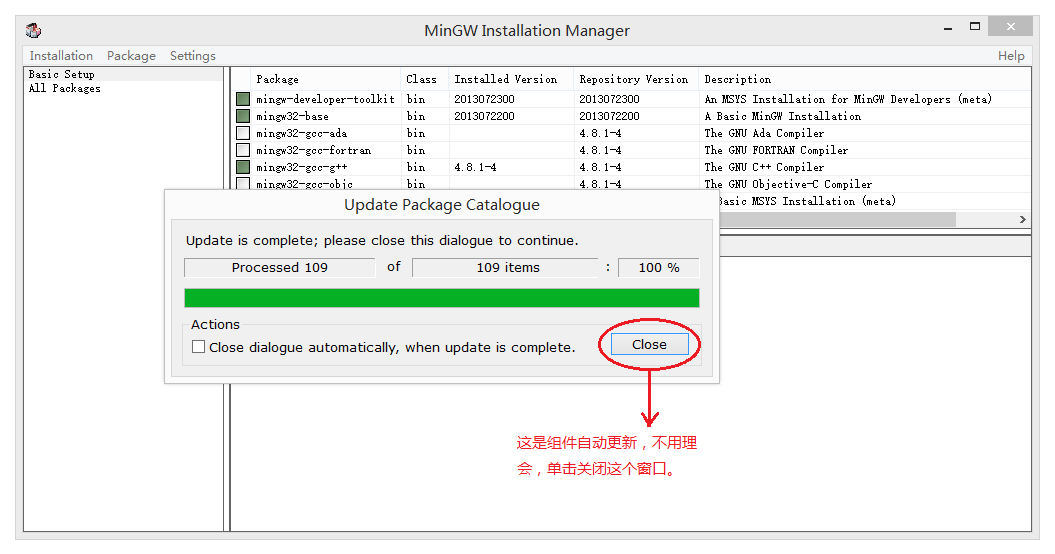 MinGW Installation Manager
Installation Package Settings Help
Basic Setup
All Packages
Package Class Installed Version Repository Version Description
mingw-developer-toolkit bin 2013072300 2013072300 An MSYS Installation for MinGW Developers (meta)
mingw32-base bin 2013072200 2013072200 A Basic MinGW Installation
mingw32-gcc-ada bin 4.8.1-4 The GNU Ada Compiler
mingw32-gcc-fortran bin 4.8.1-4 The GNU FORTRAN Compiler
mingw32-gcc-g++ bin 4.8.1-4 4.8.1-4 The GNU C++ Compiler
mingw32-gcc-objc bin 4.8.1-4 The GNU Objective-C Compiler
Basic MSYS Installation (meta)
Update Package Catalogue
Update is complete; please close this dialogue to continue.
Processed 109 of 109 items : 100 %
Actions
Close dialogue automatically, when update is complete.
Close
这是组件自动更新，不用理
会，单击关闭这个窗口。